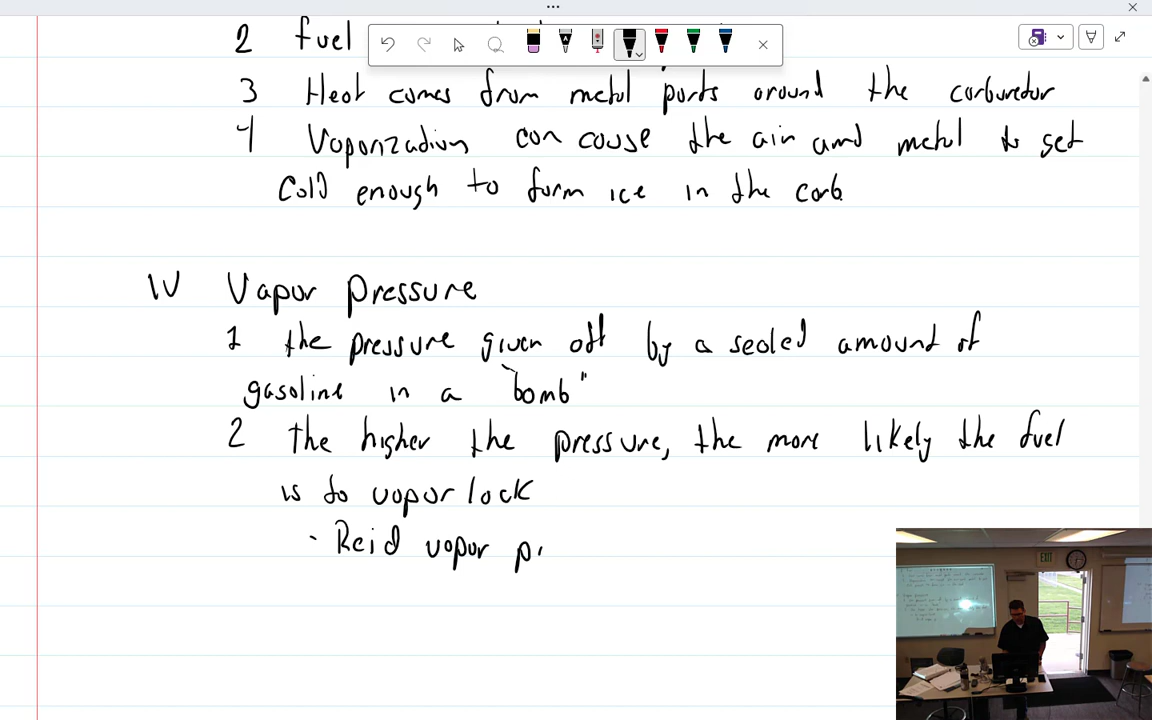 2 fuel
3 Heat comes from metal parts around the carburetor
4 Vaporization can cause the air and metal to get
cold enough to form ice in the carb
IV Vapor Pressure
1 the pressure given off by a sealed amount of
gasoline in a "bomb"
2 the higher the pressure, the more likely the fuel
is to vapor lock
· Reid vapor p
EXIT